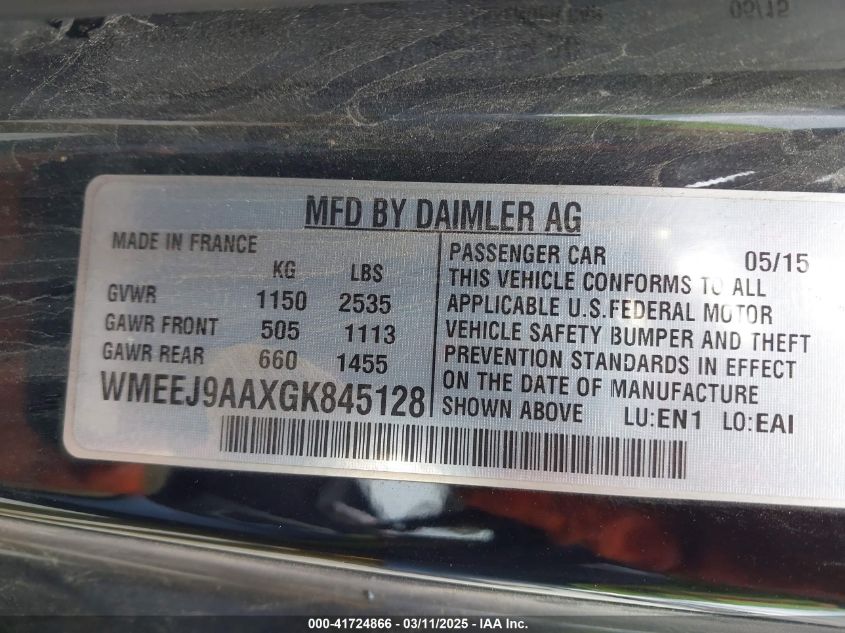 MFD BY DAIMLER AG
MADE IN FRANCE
KG LBS
GVWR 1150 2535
GAWR FRONT 505 1113
GAWR REAR 660 1455
WMEEJ9AAXGK845128
PASSENGER CAR 05/15
THIS VEHICLE CONFORMS TO ALL
APPLICABLE U.S.FEDERAL MOTOR
VEHICLE SAFETY BUMPER AND THEFT
PREVENTION STANDARDS IN EFFECT
ON THE DATE OF MANUFACTURE
SHOWN ABOVE LU:EN1 LO:EAI
05/15
000-41724866 - 03/11/2025 - IAA Inc.